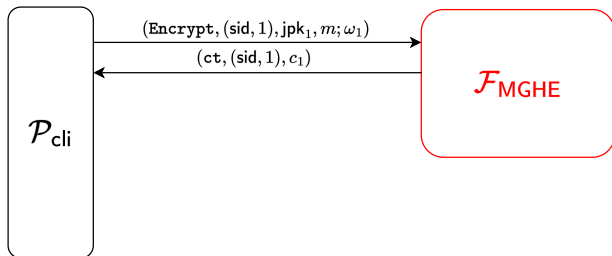 (Encrypt, (sid, 1), jpk₁, m; ω₁)
(ct, (sid, 1), c₁)
𝒫cli
ℱMGHE